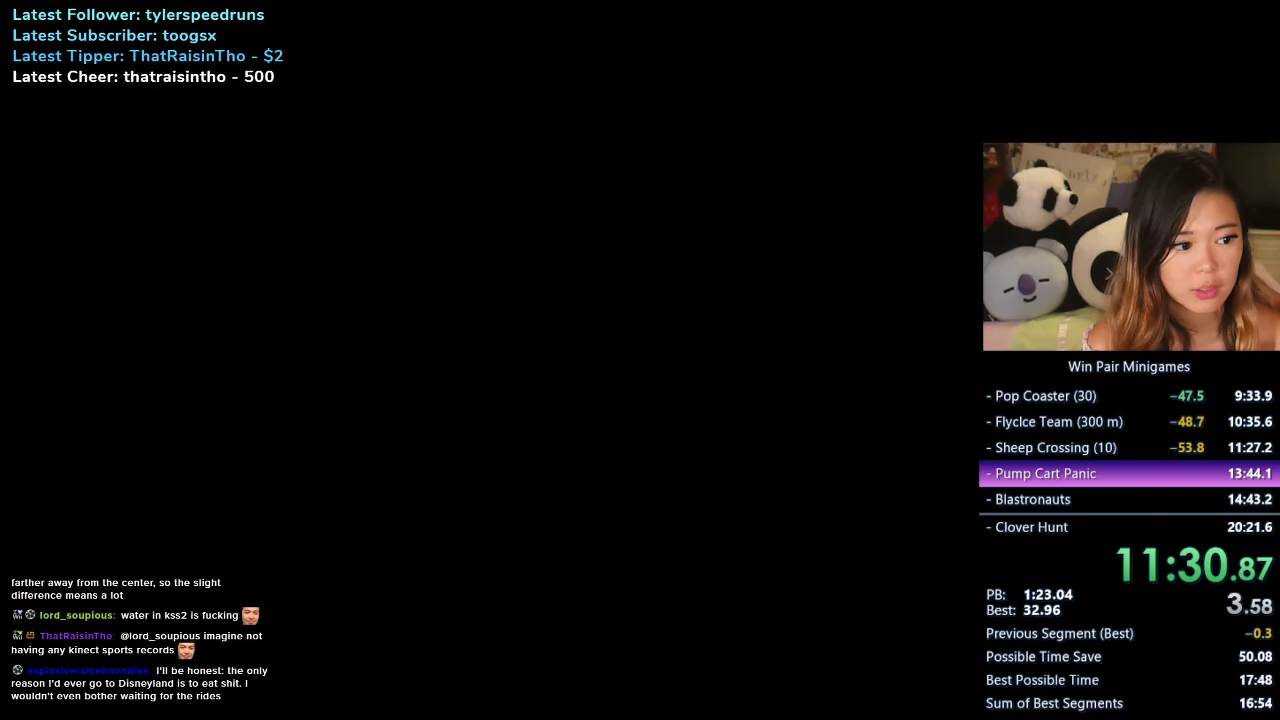 Latest Follower: tylerspeedruns
Latest Subscriber: toogsx
Latest Tipper: ThatRaisinTho - $2
Latest Cheer: thatraisintho - 500
Win Pair Minigames
- Pop Coaster (30) −47.5 9:33.9
- FlycIce Team (300 m) −48.7 10:35.6
- Sheep Crossing (10) −53.8 11:27.2
- Pump Cart Panic 13:44.1
- Blastronauts 14:43.2
- Clover Hunt 20:21.6
11:30.87
PB: 1:23.04
Best: 32.96
3.58
Previous Segment (Best) −0.3
Possible Time Save 50.08
Best Possible Time 17:48
Sum of Best Segments 16:54
farther away from the center, so the slight
difference means a lot
lord_soupious: water in kss2 is fucking
ThatRaisinTho: @lord_soupious imagine not
having any kinect sports records
explosiveramennoodles: I'll be honest: the only
reason I'd ever go to Disneyland is to eat shit. I
wouldn't even bother waiting for the rides